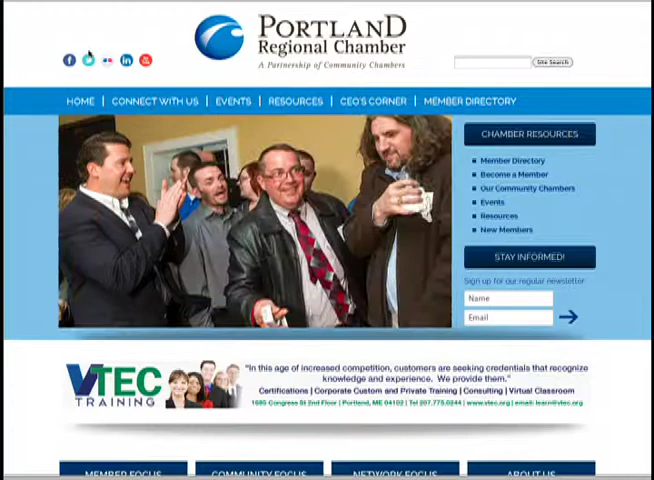 PORTLAND
Regional Chamber
A Partnership of Community Chambers
Site Search
HOME | CONNECT WITH US | EVENTS | RESOURCES | CEO'S CORNER | MEMBER DIRECTORY
CHAMBER RESOURCES
Member Directory
Become a Member
Our Community Chambers
Events
Resources
New Members
STAY INFORMED!
Sign up for our regular newsletter
Name
Email
VTEC
TRAINING
"In this age of increased competition, customers are seeking credentials that recognize
knowledge and experience. We provide them."
Certifications | Corporate Custom and Private Training | Consulting | Virtual Classroom
1685 Congress St 2nd Floor | Portland, ME 04102 | Tel 207.775.0244 | www.vtec.org | email: learn@vtec.org
MEMBER FOCUS
COMMUNITY FOCUS
NETWORK FOCUS
ABOUT US